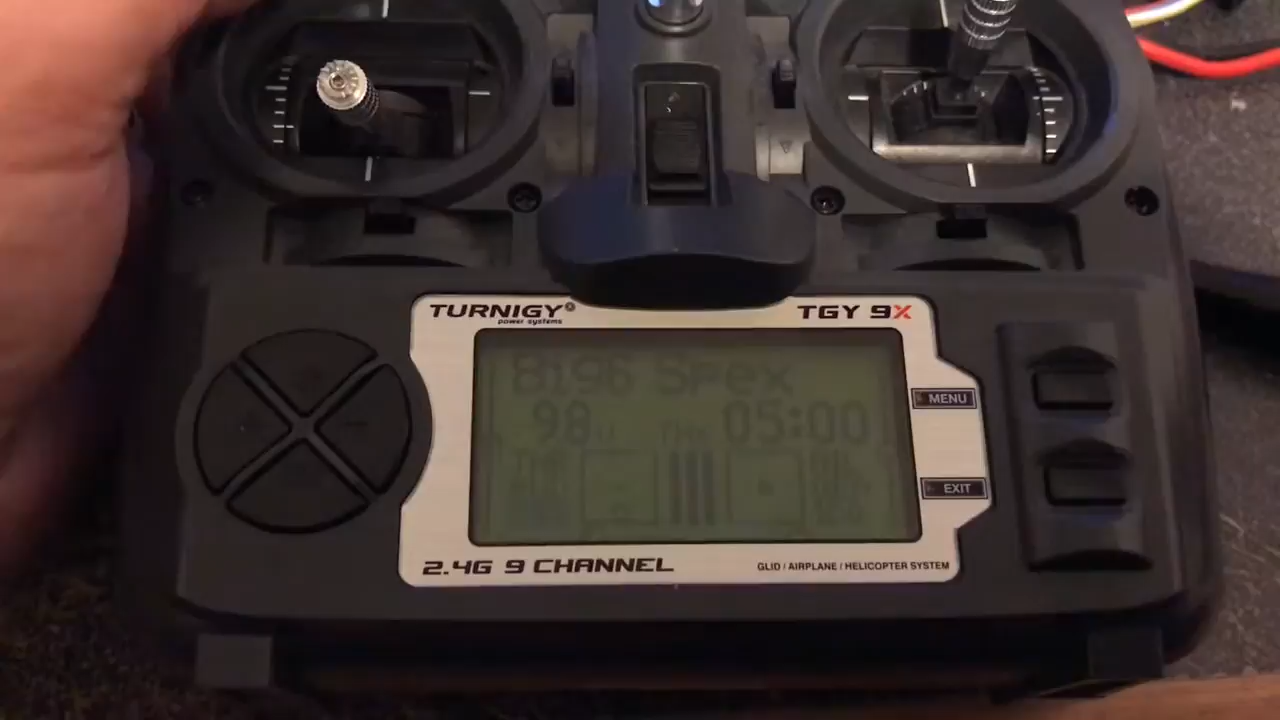 TURNIGY
power systems
TGY 9X
Bi96 Spex
98
05:00
MENU
EXIT
2.4G 9 CHANNEL
GLID / AIRPLANE / HELICOPTER SYSTEM